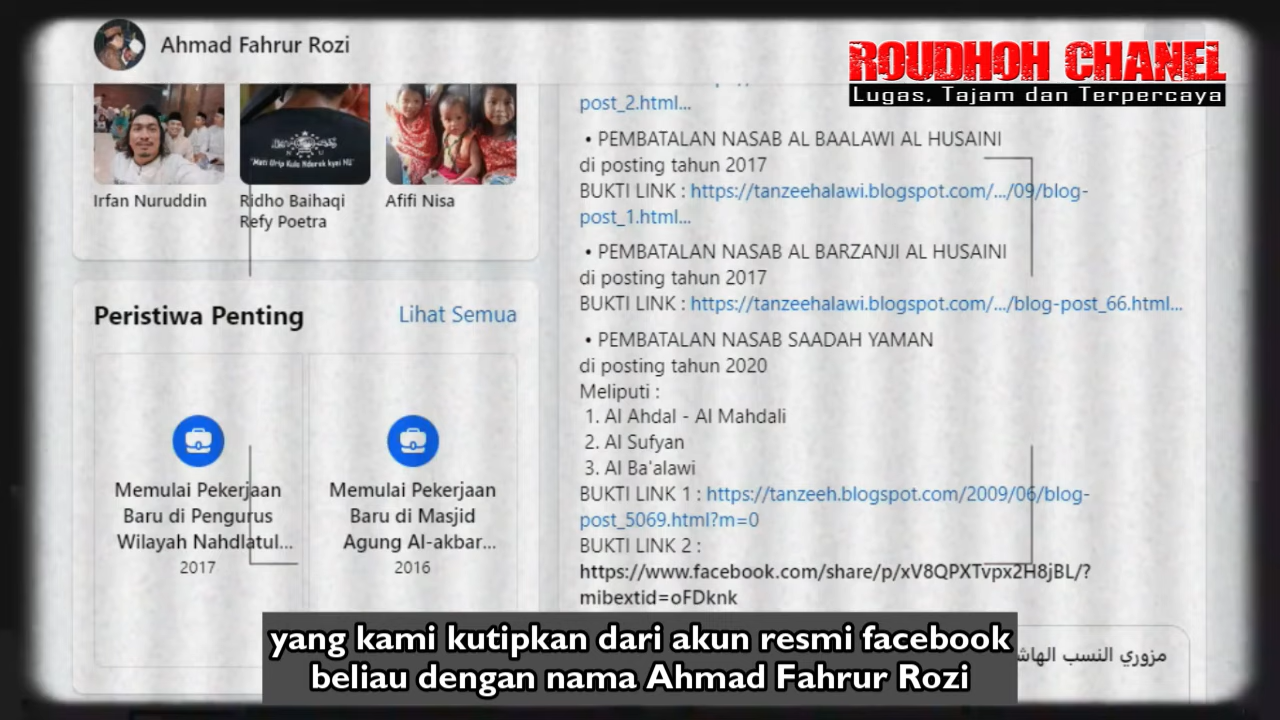 Ahmad Fahrur Rozi
ROUDHOH CHANEL
Lugas, Tajam dan Terpercaya
Irfan Nuruddin
Ridho Baihaqi
Refy Poetra
Afifi Nisa
Peristiwa Penting
Lihat Semua
Memulai Pekerjaan
Baru di Pengurus
Wilayah Nahdlatul...
2017
Memulai Pekerjaan
Baru di Masjid
Agung Al-akbar...
2016
post_2.html...
• PEMBATALAN NASAB AL BAALAWI AL HUSAINI
di posting tahun 2017
BUKTI LINK : https://tanzeehalawi.blogspot.com/.../09/blog-
post_1.html...
• PEMBATALAN NASAB AL BARZANJI AL HUSAINI
di posting tahun 2017
BUKTI LINK : https://tanzeehalawi.blogspot.com/.../blog-post_66.html...
• PEMBATALAN NASAB SAADAH YAMAN
di posting tahun 2020
Meliputi :
1. Al Ahdal - Al Mahdali
2. Al Sufyan
3. Al Ba'alawi
BUKTI LINK 1 : https://tanzeeh.blogspot.com/2009/06/blog-
post_5069.html?m=0
BUKTI LINK 2 :
https://www.facebook.com/share/p/xV8QPXTvpx2H8jBL/?
mibextid=oFDknk
مزوري النسب
yang kami kutipkan dari akun resmi facebook
beliau dengan nama Ahmad Fahrur Rozi